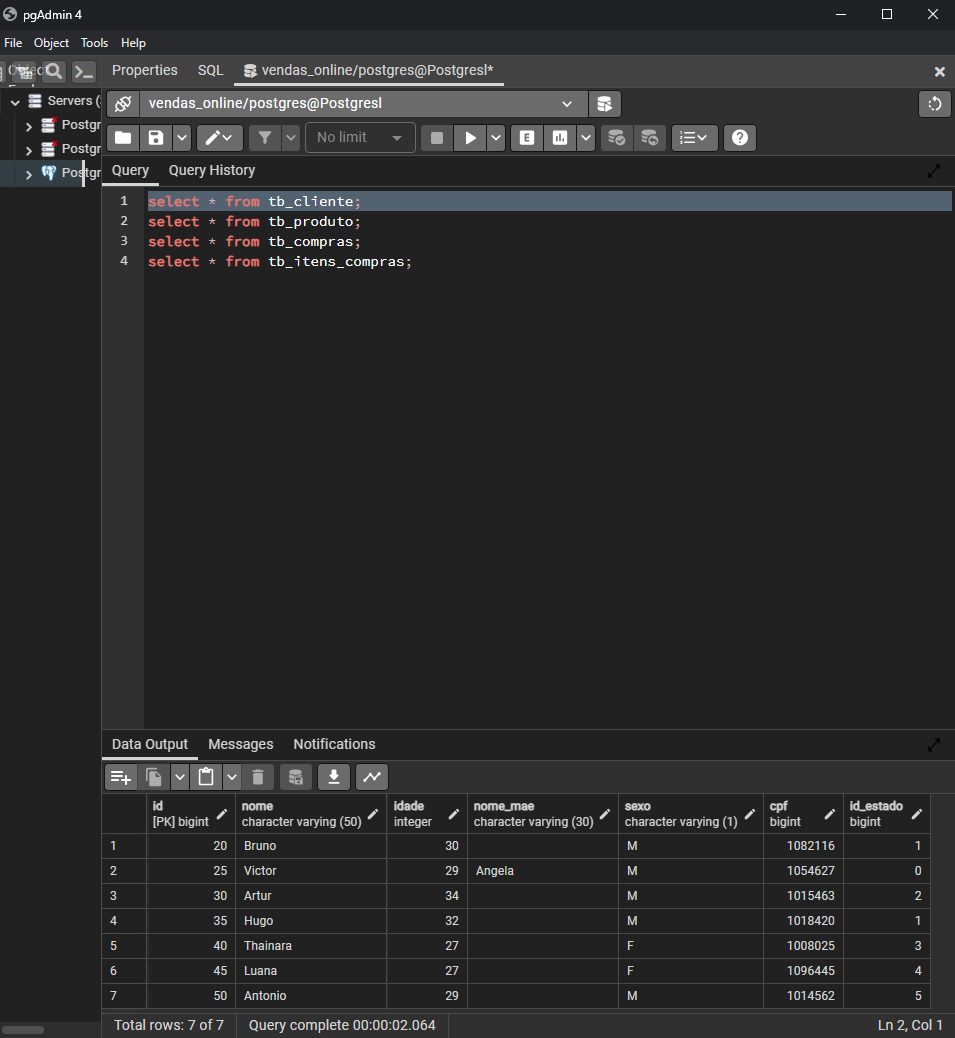 pgAdmin 4
File Object Tools Help
Properties SQL vendas_online/postgres@Postgresl*
Servers (
vendas_online/postgres@Postgresl
Postgr
Postgr
Postgr
No limit
E
Query Query History
1 select * from tb_cliente;
2 select * from tb_produto;
3 select * from tb_compras;
4 select * from tb_itens_compras;
Data Output Messages Notifications
id nome idade nome_mae sexo cpf id_estado
[PK] bigint character varying (50) integer character varying (30) character varying (1) bigint bigint
1 20 Bruno 30 M 1082116 1
2 25 Victor 29 Angela M 1054627 0
3 30 Artur 34 M 1015463 2
4 35 Hugo 32 M 1018420 1
5 40 Thainara 27 F 1008025 3
6 45 Luana 27 F 1096445 4
7 50 Antonio 29 M 1014562 5
Total rows: 7 of 7 Query complete 00:00:02.064 Ln 2, Col 1